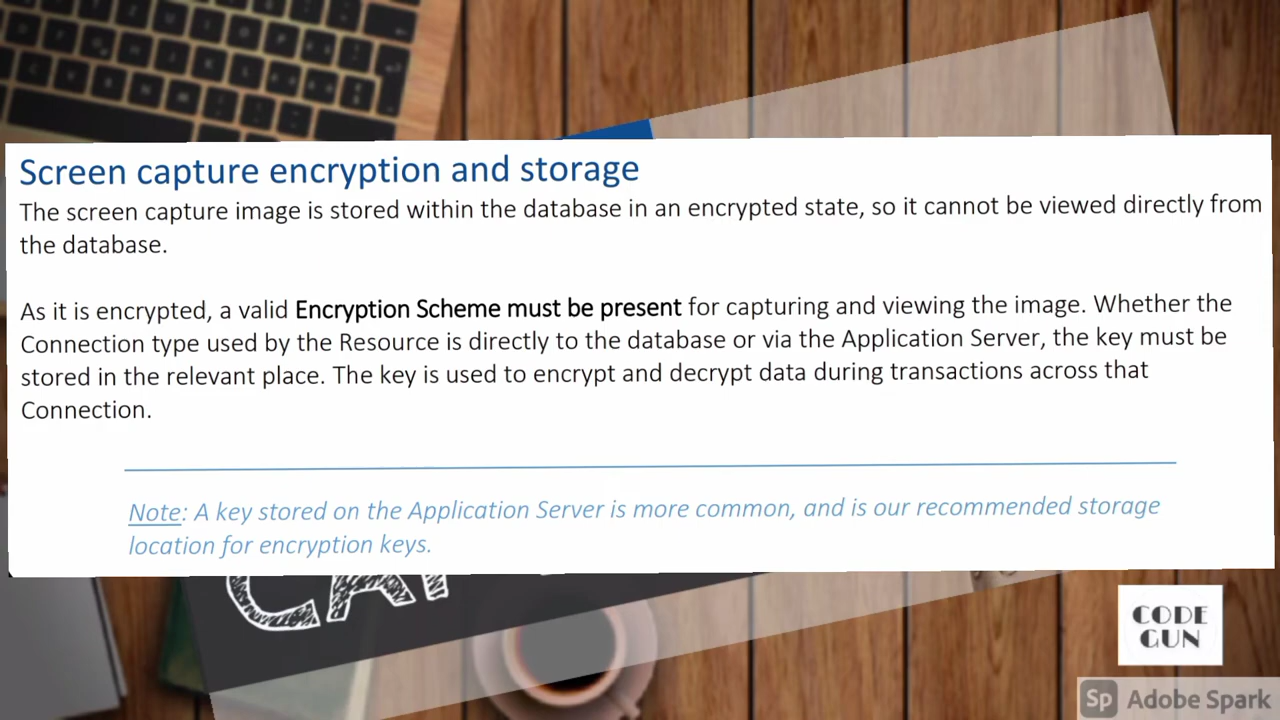 Screen capture encryption and storage
The screen capture image is stored within the database in an encrypted state, so it cannot be viewed directly from
the database.
As it is encrypted, a valid Encryption Scheme must be present for capturing and viewing the image. Whether the
Connection type used by the Resource is directly to the database or via the Application Server, the key must be
stored in the relevant place. The key is used to encrypt and decrypt data during transactions across that
Connection.
Note: A key stored on the Application Server is more common, and is our recommended storage
location for encryption keys.
CODE
GUN
Sp Adobe Spark